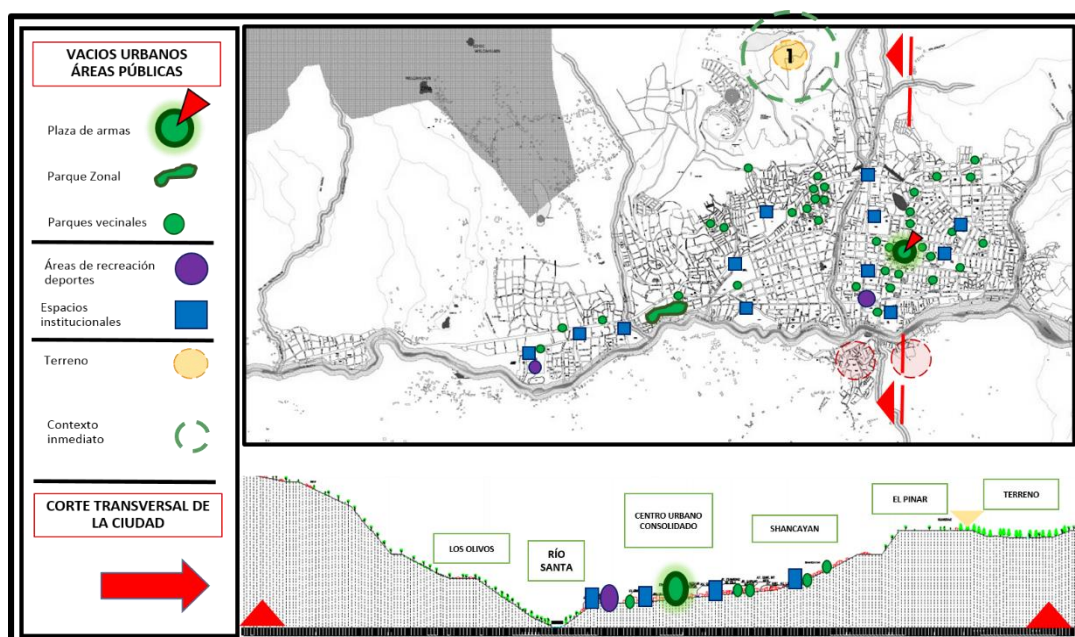 VACIOS URBANOS
ÁREAS PÚBLICAS
Plaza de armas
Parque Zonal
Parques vecinales
Áreas de recreación
deportes
Espacios
institucionales
Terreno
Contexto
inmediato
CORTE TRANSVERSAL DE
LA CIUDAD
1
LOS OLIVOS
RÍO
SANTA
CENTRO URBANO
CONSOLIDADO
SHANCAYAN
EL PINAR
TERRENO